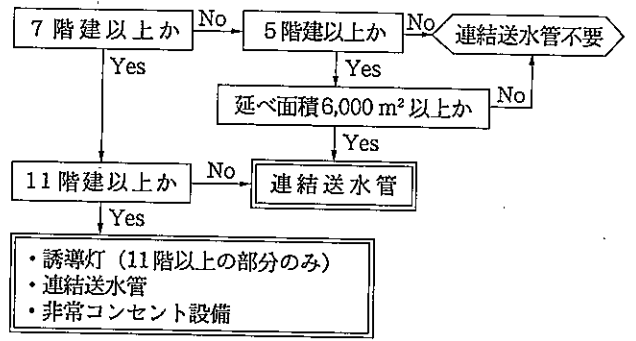 7階建以上か
No
5階建以上か
No
連結送水管不要
Yes
Yes
延べ面積6,000 m²以上か
No
Yes
11階建以上か
No
連結送水管
Yes
・誘導灯（11階以上の部分のみ）
・連結送水管
・非常コンセント設備